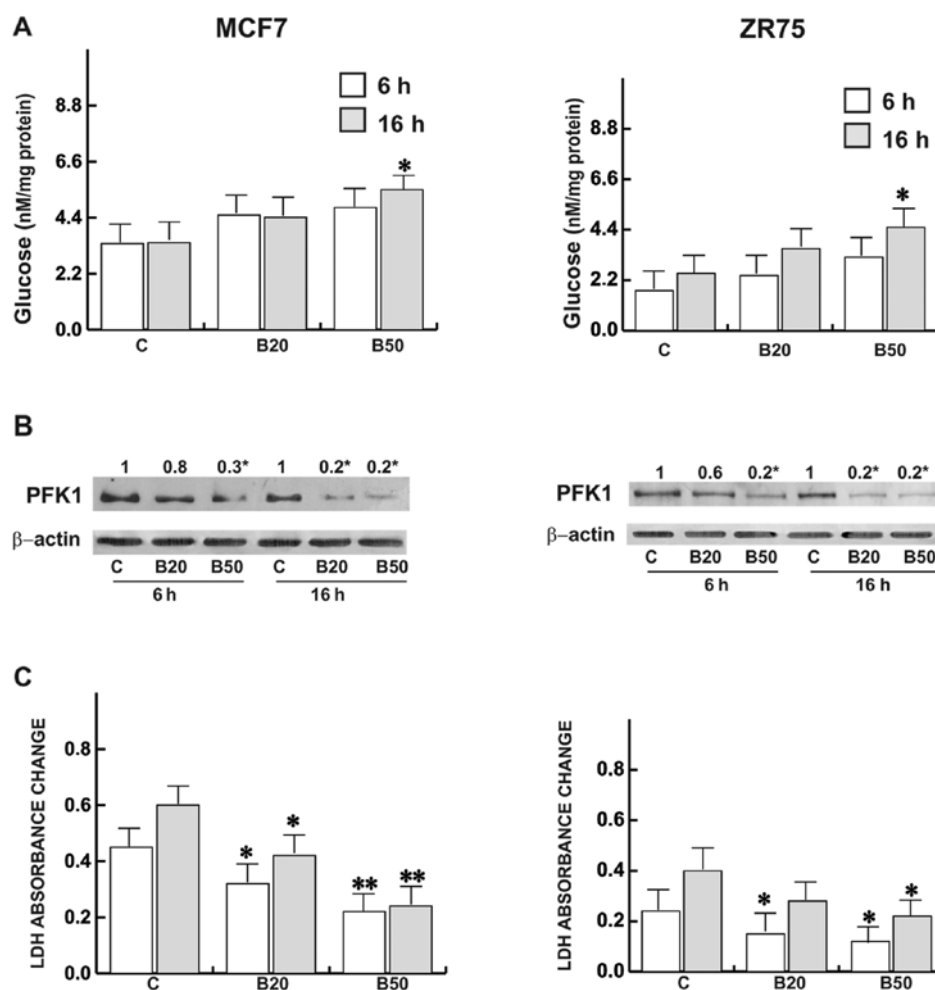 A
MCF7
ZR75
Glucose (nM/mg protein)
8.8
6.6
4.4
2.2
0.0
6 h
16 h
*
C B20 B50
Glucose (nM/mg protein)
8.8
6.6
4.4
2.2
0.0
6 h
16 h
*
C B20 B50
B
1 0.8 0.3* 1 0.2* 0.2*
PFK1
β–actin
C B20 B50 C B20 B50
6 h 16 h
1 0.6 0.2* 1 0.2* 0.2*
PFK1
β–actin
C B20 B50 C B20 B50
6 h 16 h
C
LDH ABSORBANCE CHANGE
0.8
0.6
0.4
0.2
0.0
* * ** **
C B20 B50
LDH ABSORBANCE CHANGE
0.8
0.6
0.4
0.2
0.0
* * *
C B20 B50